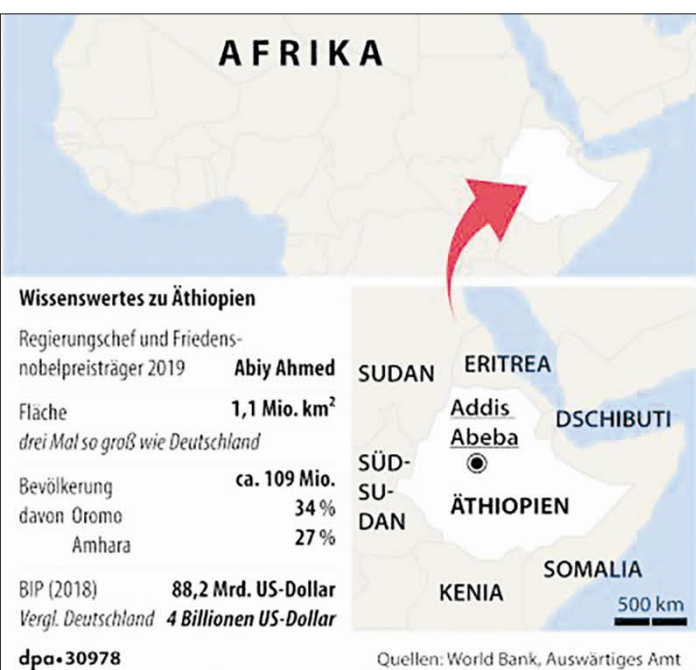 AFRIKA
Wissenswertes zu Äthiopien
Regierungschef und Friedens-
nobelpreisträger 2019 Abiy Ahmed
Fläche 1,1 Mio. km²
drei Mal so groß wie Deutschland
Bevölkerung ca. 109 Mio.
davon Oromo 34 %
Amhara 27 %
BIP (2018) 88,2 Mrd. US-Dollar
Vergl. Deutschland 4 Billionen US-Dollar
dpa•30978
SUDAN
ERITREA
Addis
Abeba
DSCHIBUTI
SÜD-
SU-
DAN
ÄTHIOPIEN
SOMALIA
KENIA
500 km
Quellen: World Bank, Auswärtiges Amt